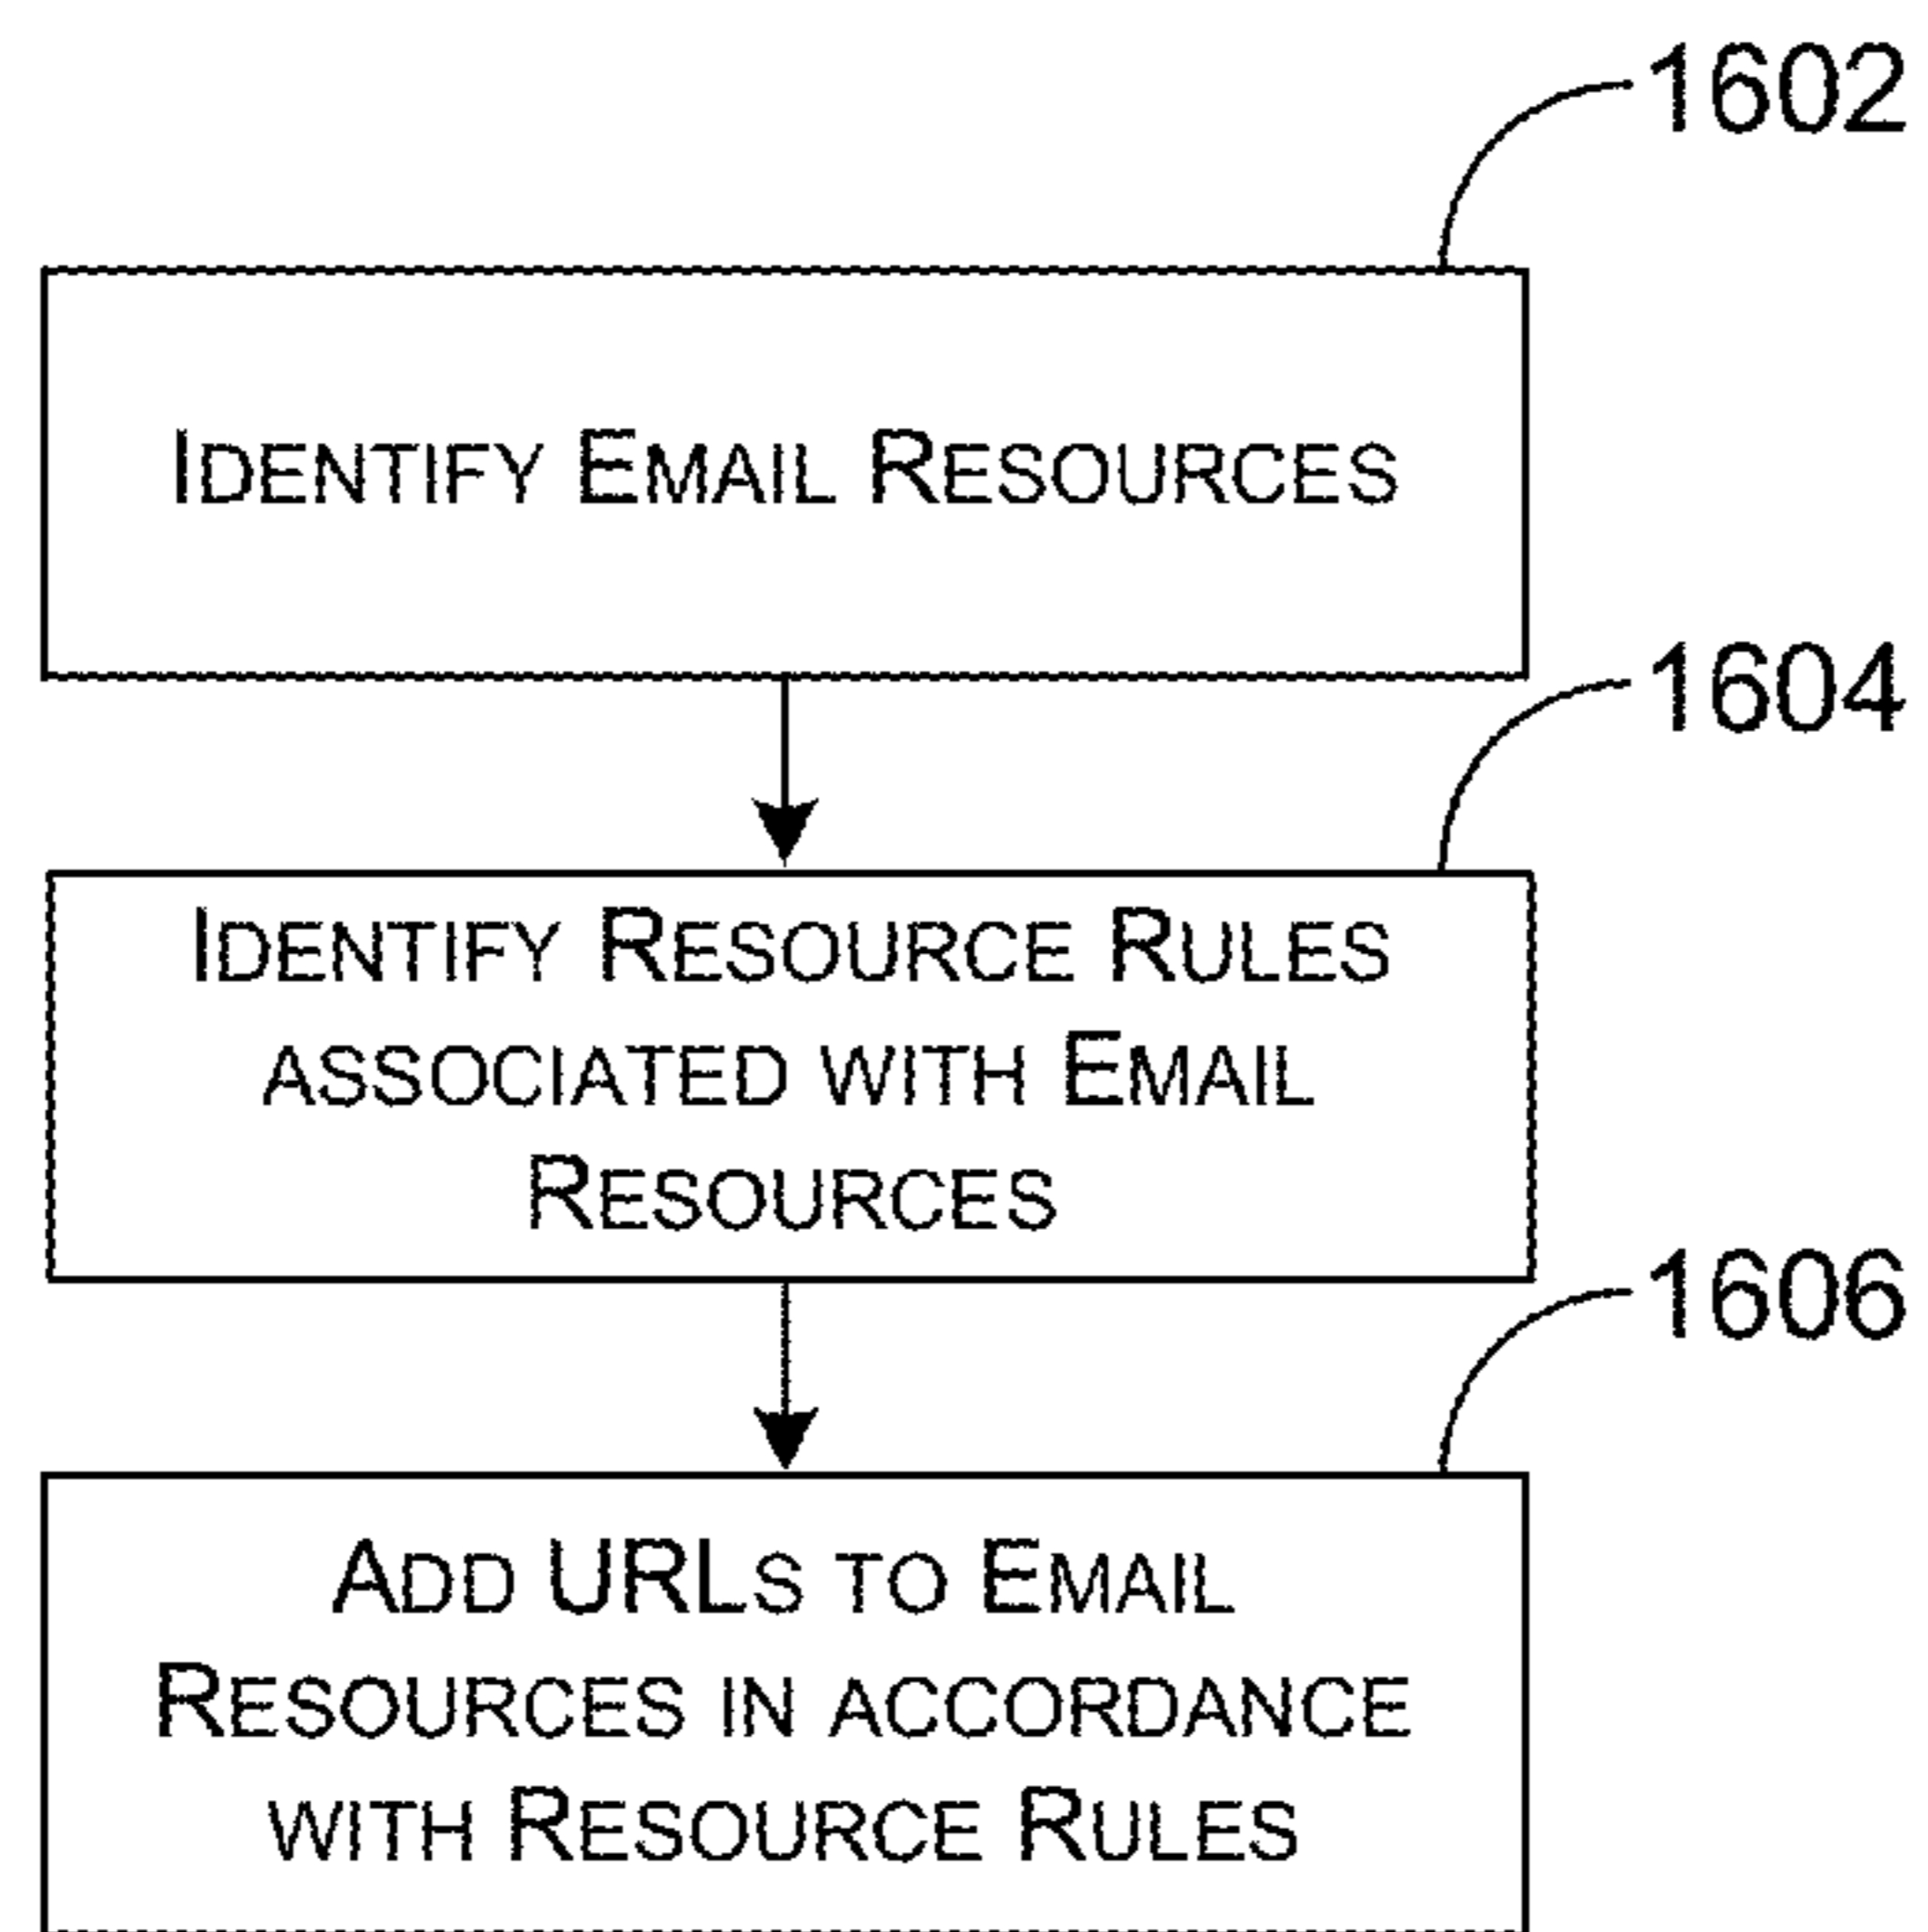 1602
Identify Email Resources
1604
Identify Resource Rules
associated with Email
Resources
1606
Add URLs to Email
Resources in accordance
with Resource Rules